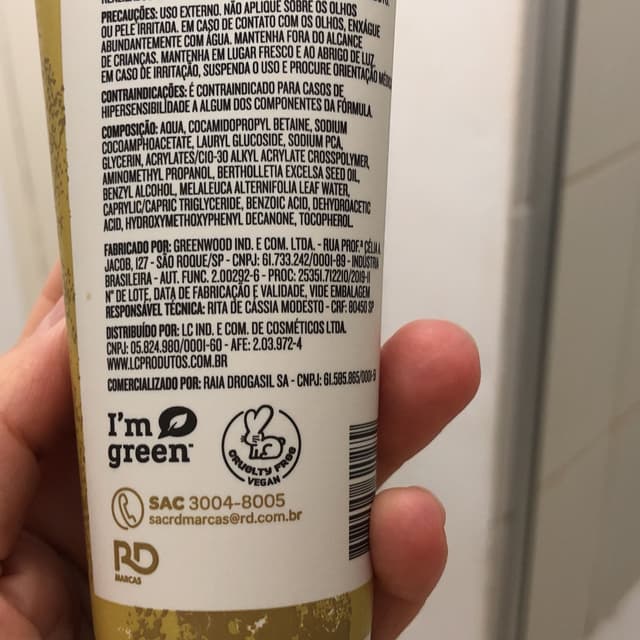 PRECAUÇÕES: USO EXTERNO. NÃO APLIQUE SOBRE OS OLHOS
OU PELE IRRITADA. EM CASO DE CONTATO COM OS OLHOS, ENXÁGUE
ABUNDANTEMENTE COM ÁGUA. MANTENHA FORA DO ALCANCE
DE CRIANÇAS. MANTENHA EM LUGAR FRESCO E AO ABRIGO DE LUZ.
EM CASO DE IRRITAÇÃO, SUSPENDA O USO E PROCURE ORIENTAÇÃO
CONTRAINDICAÇÕES: É CONTRAINDICADO PARA CASOS DE
HIPERSENSIBILIDADE A ALGUM DOS COMPONENTES DA FÓRMULA.
COMPOSIÇÃO: AQUA, COCAMIDOPROPYL BETAINE, SODIUM
COCOAMPHOACETATE, LAURYL GLUCOSIDE, SODIUM PCA,
GLYCERIN, ACRYLATES/C10-30 ALKYL ACRYLATE CROSSPOLYMER,
AMINOMETHYL PROPANOL, BERTHOLLETIA EXCELSA SEED OIL,
BENZYL ALCOHOL, MELALEUCA ALTERNIFOLIA LEAF WATER,
CAPRYLIC/CAPRIC TRIGLYCERIDE, BENZOIC ACID, DEHYDROACETIC
ACID, HYDROXYMETHOXYPHENYL DECANONE, TOCOPHEROL.
FABRICADO POR: GREENWOOD IND. E COM. LTDA. - RUA PROFª CÉLIA
JACOB, 127 - SÃO ROQUE/SP - CNPJ: 61.733.242/0001-89 - INDÚSTRIA
BRASILEIRA - AUT. FUNC. 2.00292-6 - PROC: 25351.712210/2019-11
Nº DE LOTE, DATA DE FABRICAÇÃO E VALIDADE, VIDE EMBALAGEM
RESPONSÁVEL TÉCNICA: RITA DE CÁSSIA MODESTO - CRF: 80450 SP
DISTRIBUÍDO POR: LC IND. E COM. DE COSMÉTICOS LTDA.
CNPJ: 05.824.980/0001-60 - AFE: 2.03.972-4
WWW.LCPRODUTOS.COM.BR
COMERCIALIZADO POR: RAIA DROGASIL SA - CNPJ: 61.585.865/0001-
I'm
green™
CRUELTY FREE
VEGAN
SAC 3004-8005
sacrdmarcas@rd.com.br
RD
MARCAS